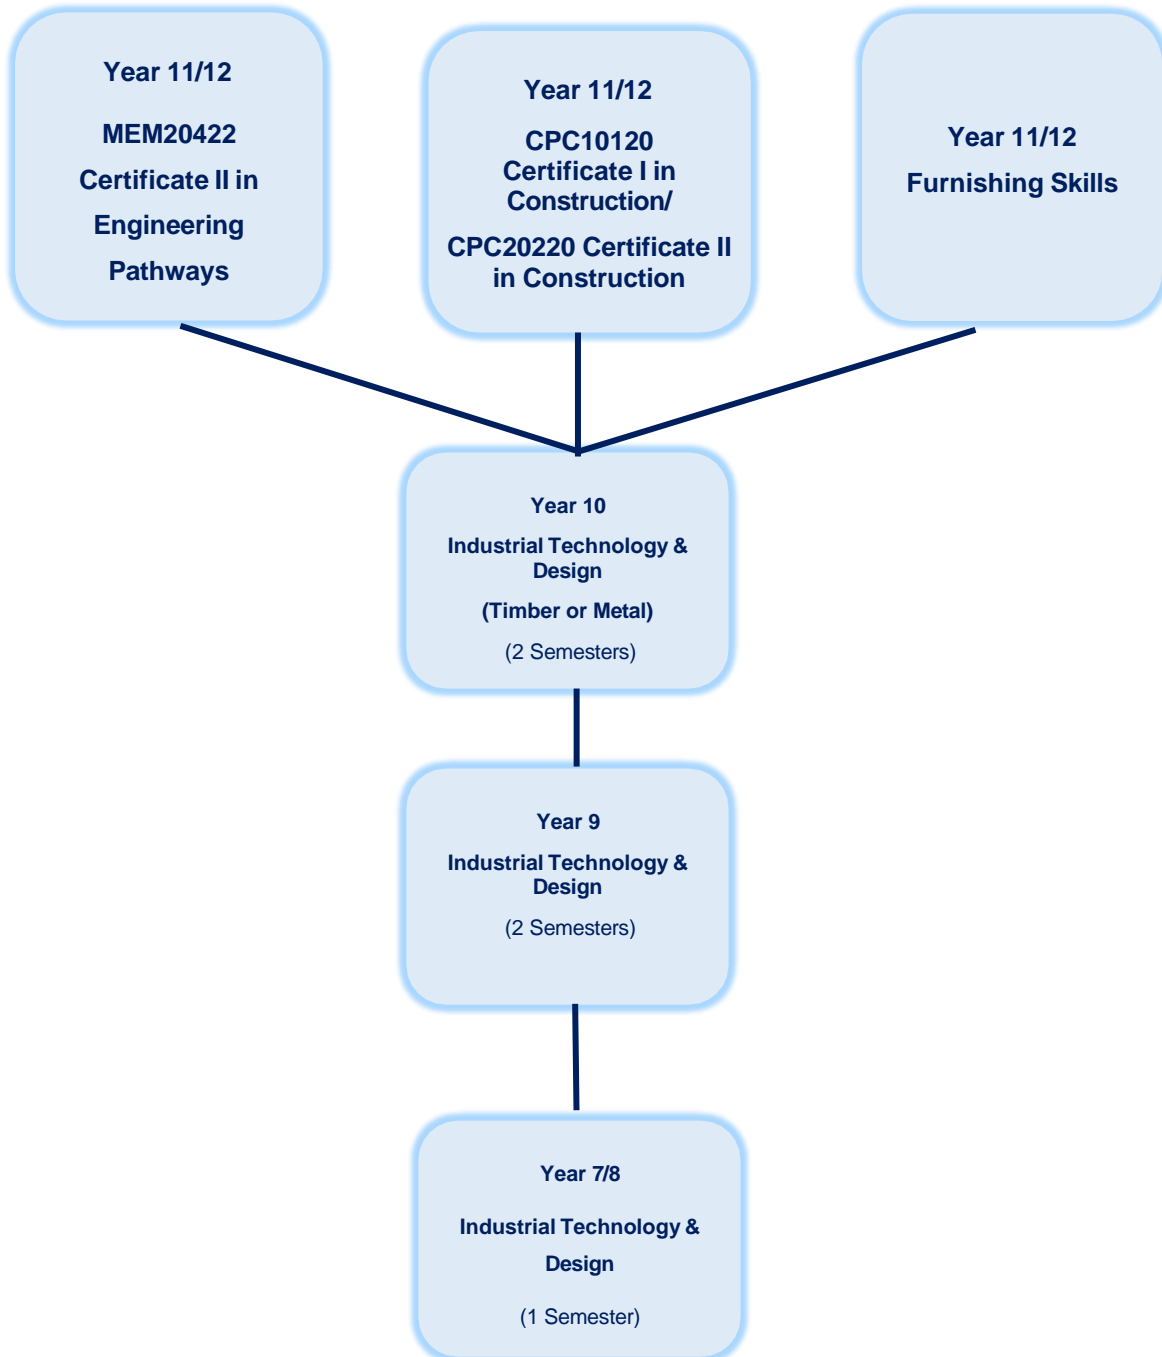 Year 11/12
MEM20422
Certificate II in
Engineering
Pathways
Year 11/12
CPC10120
Certificate I in
Construction/
CPC20220 Certificate II
in Construction
Year 11/12
Furnishing Skills
Year 10
Industrial Technology &
Design
(Timber or Metal)
(2 Semesters)
Year 9
Industrial Technology &
Design
(2 Semesters)
Year 7/8
Industrial Technology &
Design
(1 Semester)